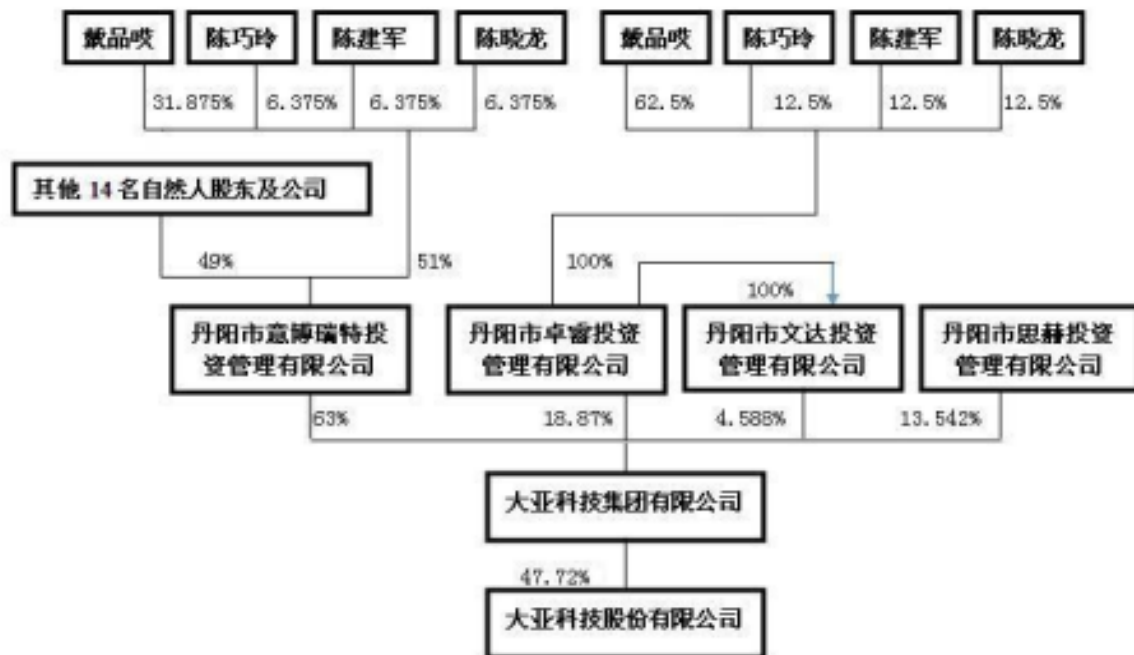 戴品哎
陈巧玲
陈建军
陈晓龙
戴品哎
陈巧玲
陈建军
陈晓龙
31.875%
6.375%
6.375%
6.375%
62.5%
12.5%
12.5%
12.5%
其他 14 名自然人股东及公司
49%
51%
100%
100%
丹阳市意博瑞特投
资管理有限公司
丹阳市卓睿投资
管理有限公司
丹阳市文达投资
管理有限公司
丹阳市思赫投资
管理有限公司
63%
18.87%
4.588%
13.542%
大亚科技集团有限公司
47.72%
大亚科技股份有限公司